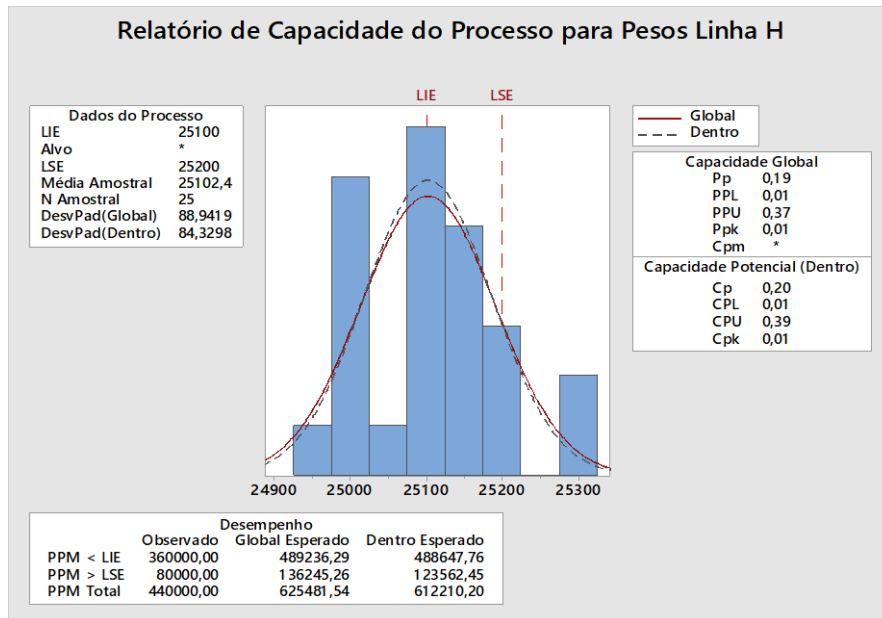 Relatório de Capacidade do Processo para Pesos Linha H
LIE LSE
Dados do Processo
LIE 25100
Alvo *
LSE 25200
Média Amostral 25102,4
N Amostral 25
DesvPad(Global) 88,9419
DesvPad(Dentro) 84,3298
Global
Dentro
Capacidade Global
Pp 0,19
PPL 0,01
PPU 0,37
Ppk 0,01
Cpm *
Capacidade Potencial (Dentro)
Cp 0,20
CPL 0,01
CPU 0,39
Cpk 0,01
24900 25000 25100 25200 25300
Desempenho
Observado Global Esperado Dentro Esperado
PPM < LIE 360000,00 489236,29 488647,76
PPM > LSE 80000,00 136245,26 123562,45
PPM Total 440000,00 625481,54 612210,20